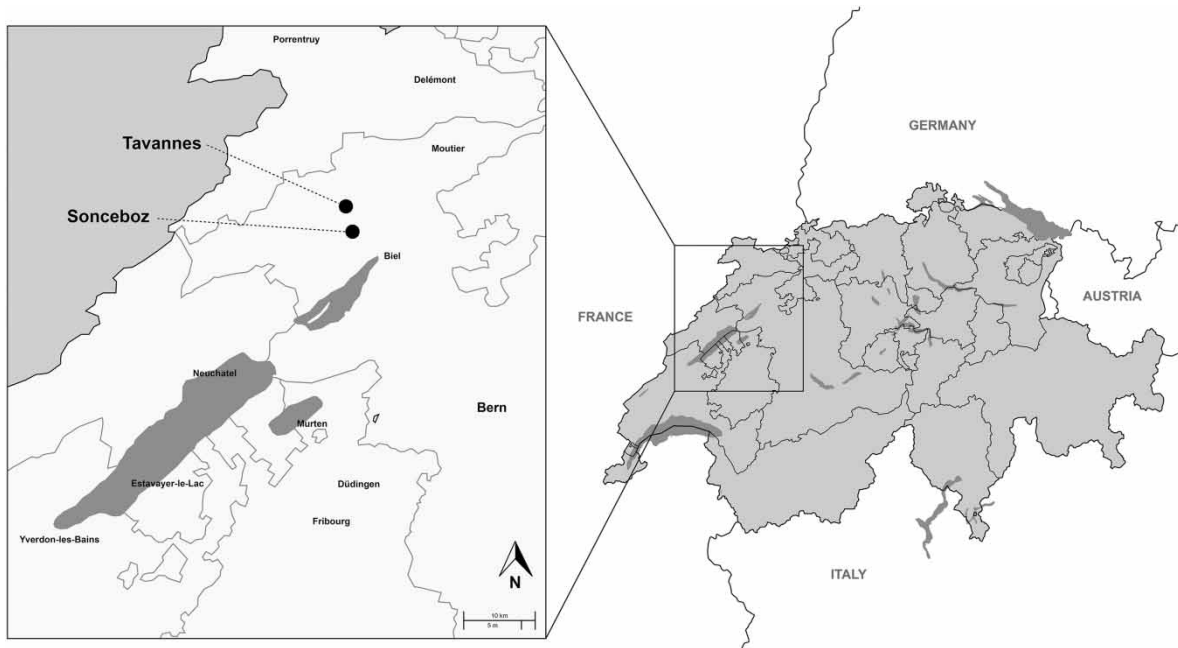 Porrentruy
Delémont
Tavannes
Moutier
Sonceboz
Biel
Neuchatel
Bern
Murten
Estavayer-le-Lac
Düdingen
Fribourg
Yverdon-les-Bains
N
10 km
5 m
GERMANY
FRANCE
AUSTRIA
ITALY